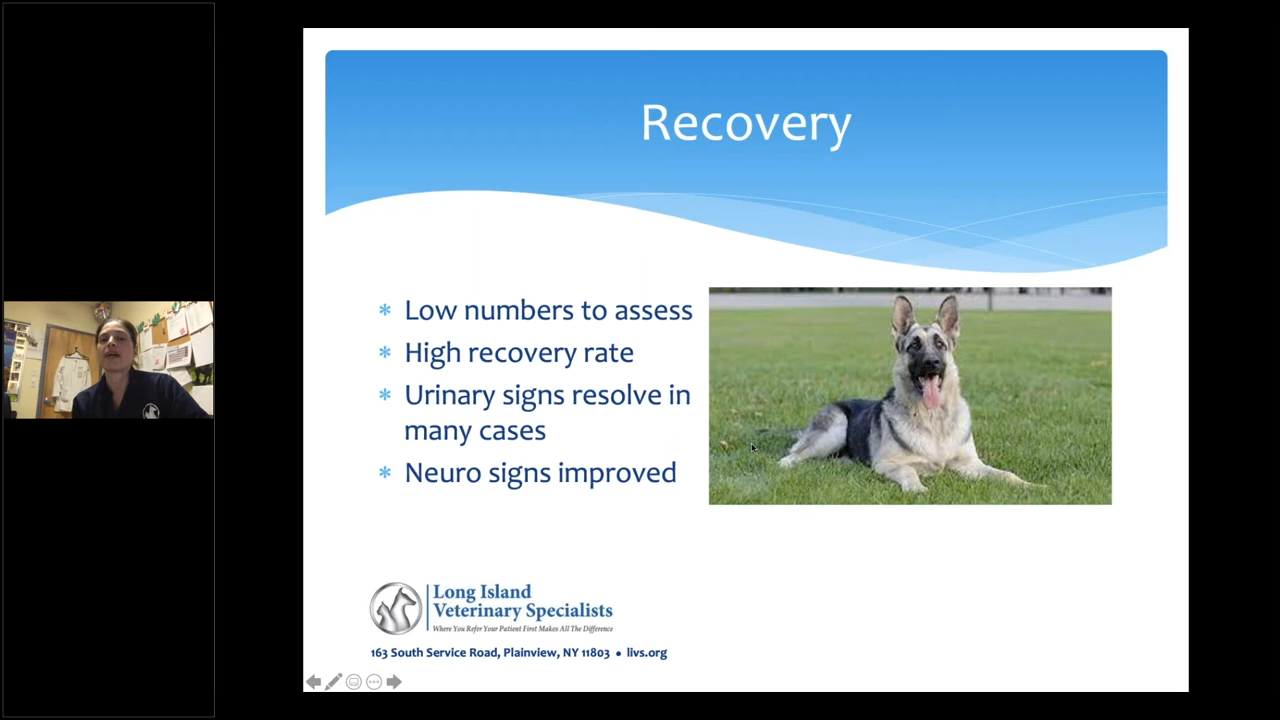 Recovery
* Low numbers to assess
* High recovery rate
* Urinary signs resolve in
many cases
* Neuro signs improved
Long Island
Veterinary Specialists
Where You Refer Your Patient First Makes All The Difference
163 South Service Road, Plainview, NY 11803 • livs.org